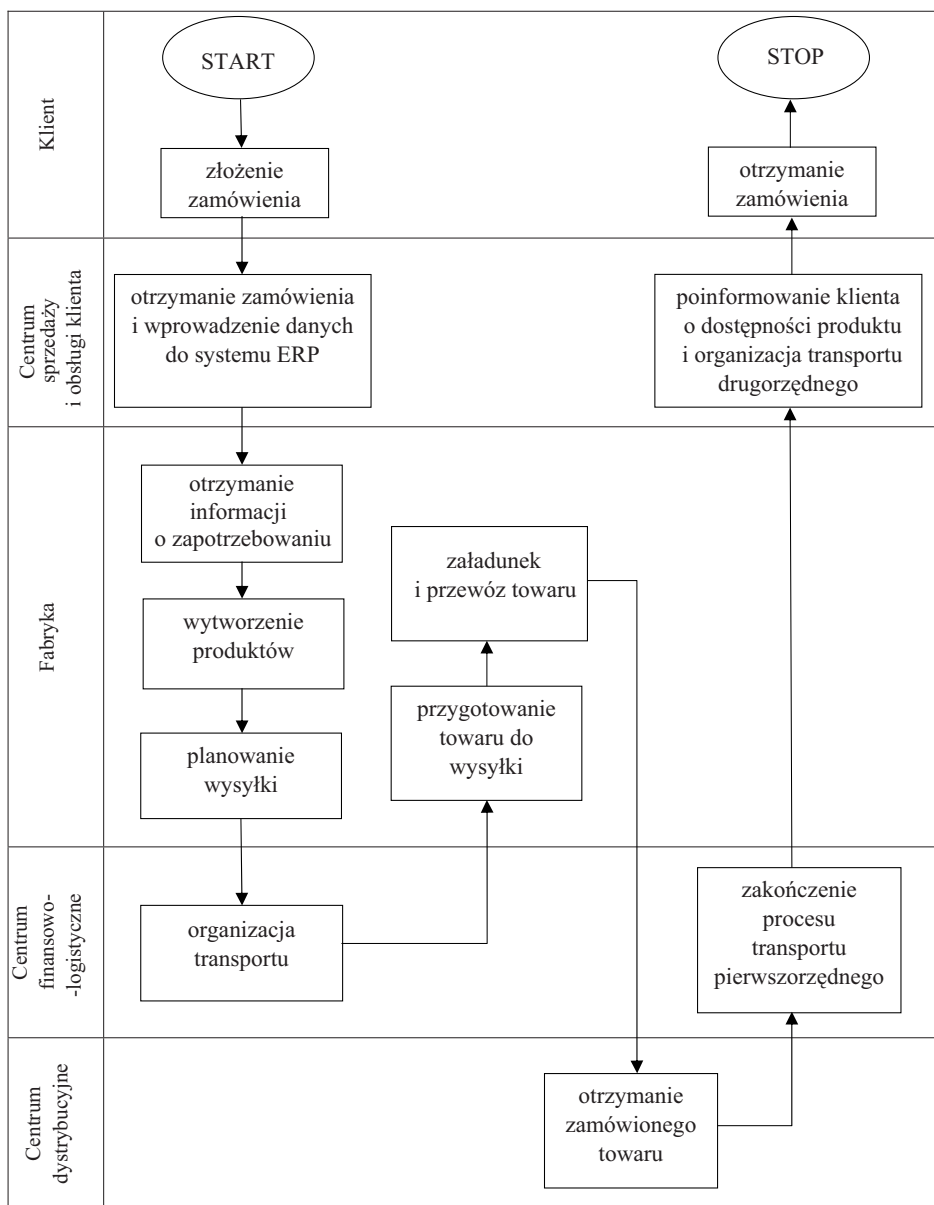 Klient
START
STOP
złożenie
zamówienia
otrzymanie
zamówienia
Centrum
sprzedaży
i obsługi klienta
otrzymanie zamówienia
i wprowadzenie danych
do systemu ERP
poinformowanie klienta
o dostępności produktu
i organizacja transportu
drugorzędnego
Fabryka
otrzymanie
informacji
o zapotrzebowaniu
wytworzenie
produktów
planowanie
wysyłki
załadunek
i przewóz towaru
przygotowanie
towaru do
wysyłki
Centrum
finansowo-
-logistyczne
organizacja
transportu
zakończenie
procesu
transportu
pierwszorzędnego
Centrum
dystrybucyjne
otrzymanie
zamówionego
towaru